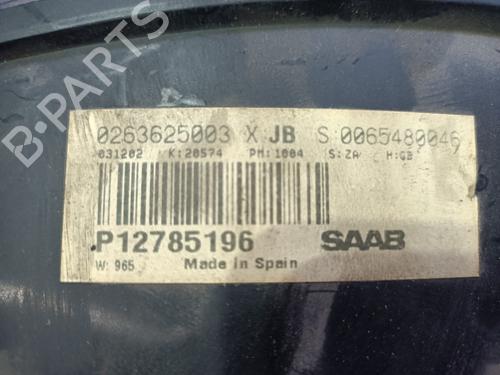 0263625003 X JB S 0065480046
031202 K:20574 PM:1004 S:ZA H:GB
P12785196 SAAB
W: 965 Made in Spain
B-PARTS